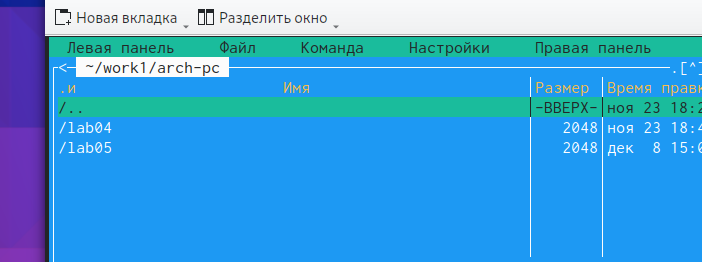 Новая вкладка Разделить окно
Левая панель Файл Команда Настройки Правая панель
<- ~/work1/arch-pc .[^]
.и Имя Размер Время правк
/.. -ВВЕРХ- ноя 23 18:2
/lab04 2048 ноя 23 18:4
/lab05 2048 дек 8 15:0